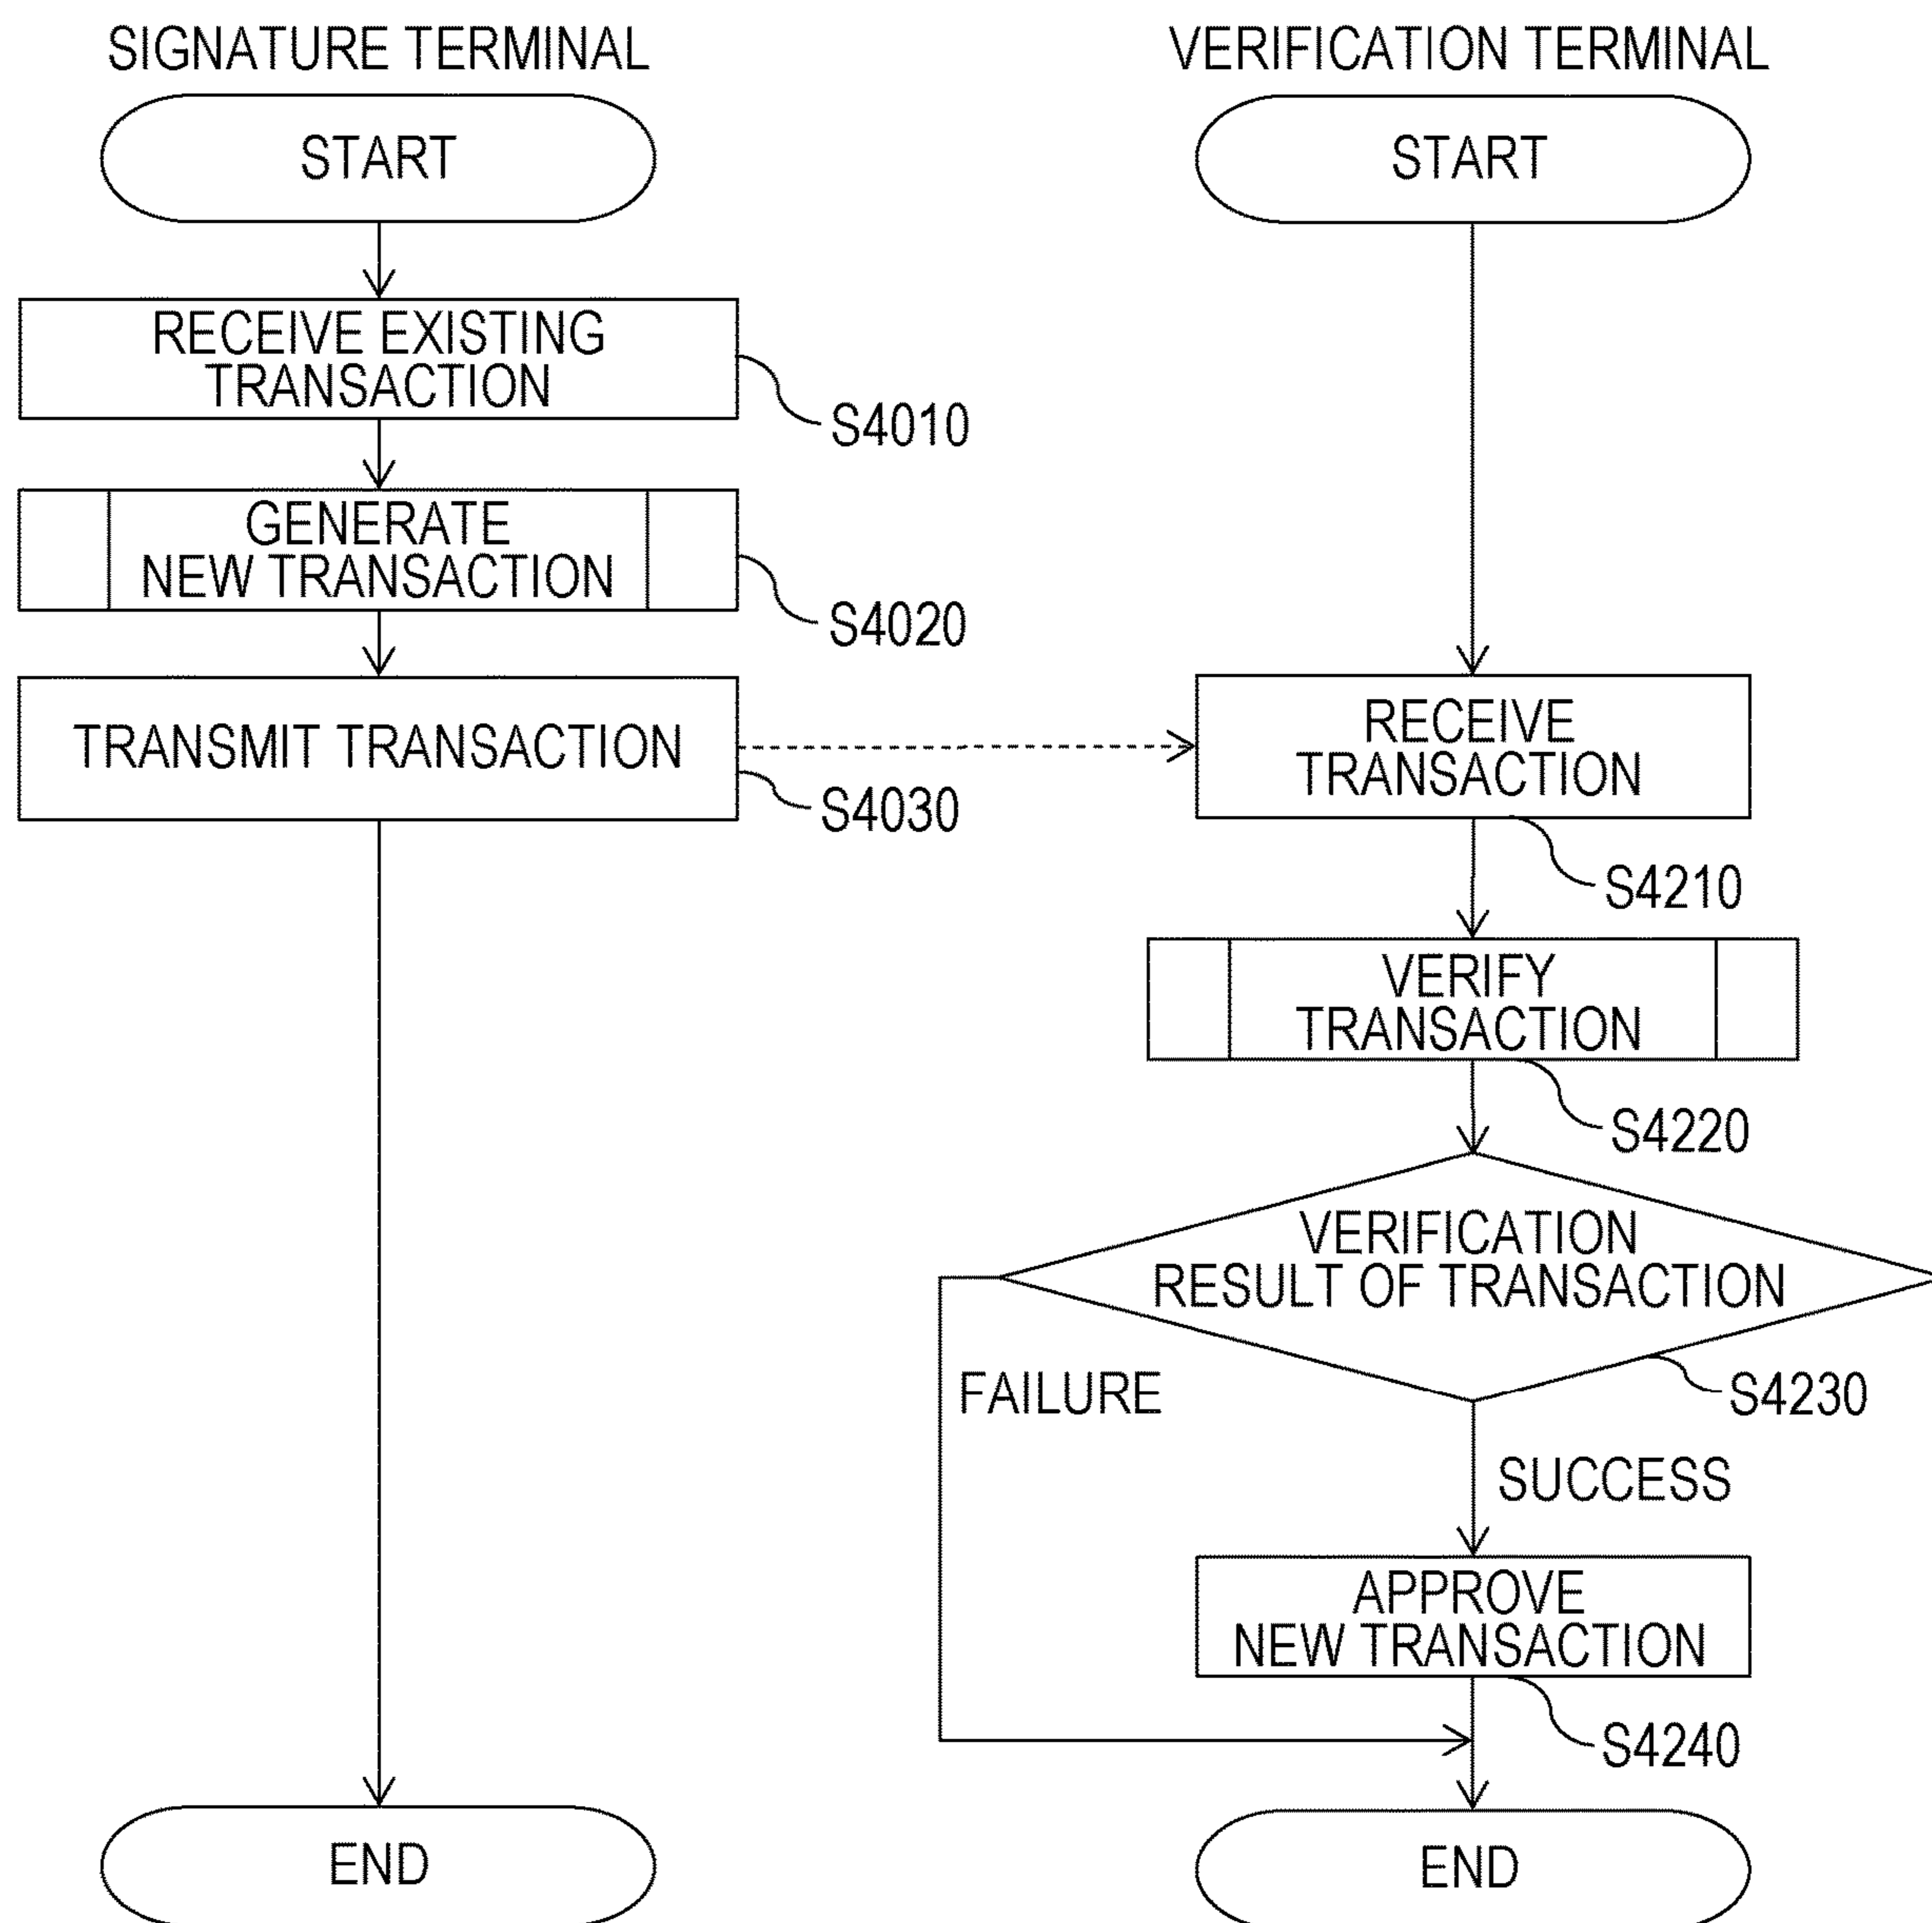 SIGNATURE TERMINAL
START
RECEIVE EXISTING
TRANSACTION
S4010
GENERATE
NEW TRANSACTION
S4020
TRANSMIT TRANSACTION
S4030
END
VERIFICATION TERMINAL
START
RECEIVE
TRANSACTION
S4210
VERIFY
TRANSACTION
S4220
VERIFICATION
RESULT OF TRANSACTION
S4230
FAILURE
SUCCESS
APPROVE
NEW TRANSACTION
S4240
END